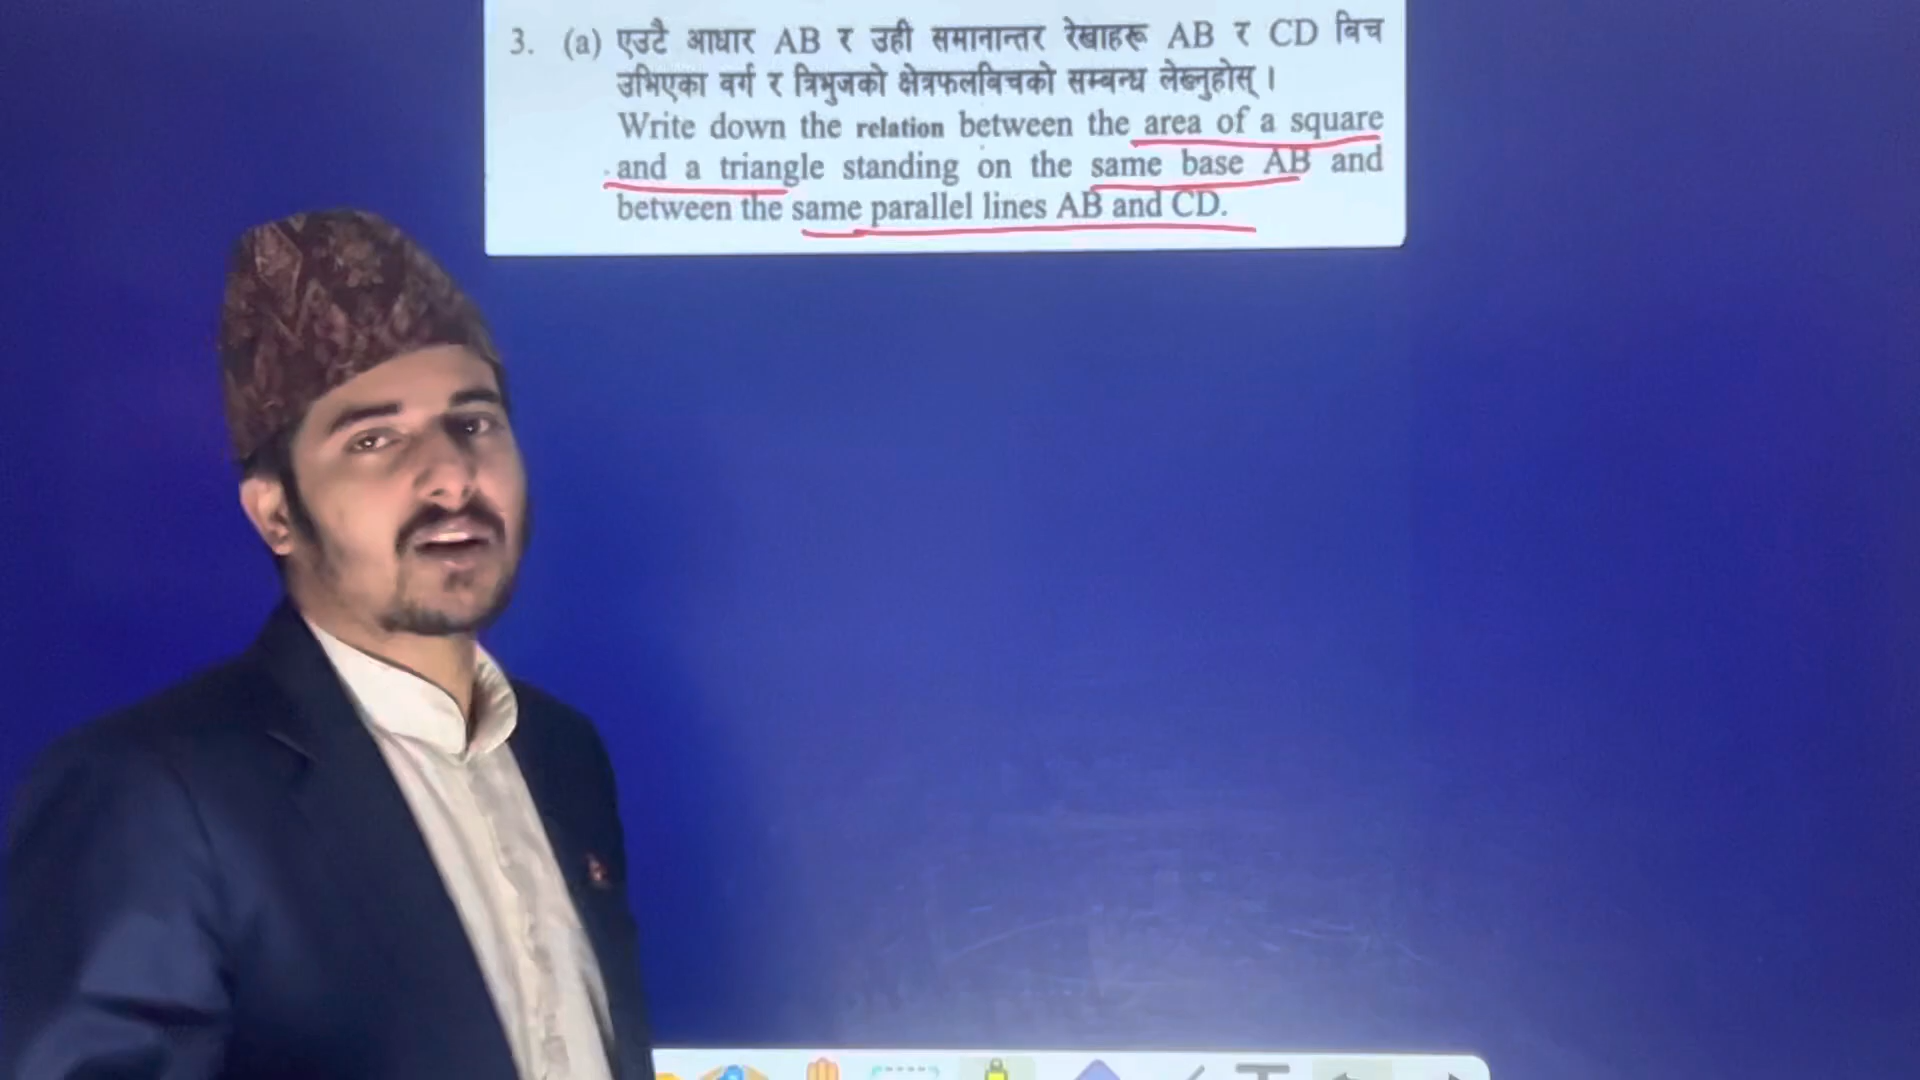 3. (a) एउटै आधार AB र उही समानान्तर रेखाहरू AB र CD बिच
उभिएका वर्ग र त्रिभुजको क्षेत्रफलबिचको सम्बन्ध लेख्नुहोस् ।
Write down the relation between the area of a square
and a triangle standing on the same base AB and
between the same parallel lines AB and CD.